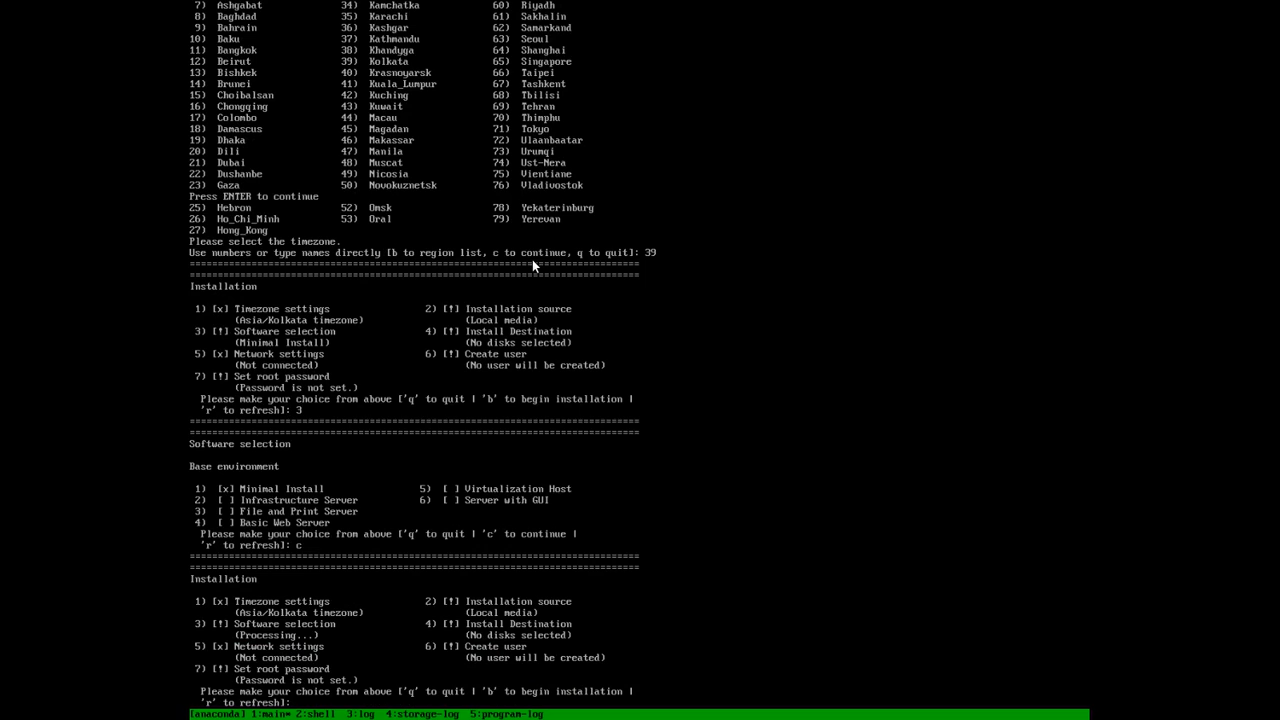 7)  Ashgabat  34)  Kamchatka  60)  Riyadh
8)  Baghdad  35)  Karachi  61)  Sakhalin
9)  Bahrain  36)  Kashgar  62)  Samarkand
10)  Baku  37)  Kathmandu  63)  Seoul
11)  Bangkok  38)  Khandyga  64)  Shanghai
12)  Beirut  39)  Kolkata  65)  Singapore
13)  Bishkek  40)  Krasnoyarsk  66)  Taipei
14)  Brunei  41)  Kuala_Lumpur  67)  Tashkent
15)  Choibalsan  42)  Kuching  68)  Tbilisi
16)  Chongqing  43)  Kuwait  69)  Tehran
17)  Colombo  44)  Macau  70)  Thimphu
18)  Damascus  45)  Magadan  71)  Tokyo
19)  Dhaka  46)  Makassar  72)  Ulaanbaatar
20)  Dili  47)  Manila  73)  Urumqi
21)  Dubai  48)  Muscat  74)  Ust-Nera
22)  Dushanbe  49)  Nicosia  75)  Vientiane
23)  Gaza  50)  Novokuznetsk  76)  Vladivostok
Press ENTER to continue
25)  Hebron  52)  Omsk  78)  Yekaterinburg
26)  Ho_Chi_Minh  53)  Oral  79)  Yerevan
27)  Hong_Kong
Please select the timezone.
Use numbers or type names directly [b to region list, c to continue, q to quit]: 39
================================================================================
================================================================================
Installation
1) [x] Timezone settings  2) [!] Installation source
(Asia/Kolkata timezone)  (Local media)
3) [!] Software selection  4) [!] Install Destination
(Minimal Install)  (No disks selected)
5) [x] Network settings  6) [!] Create user
(Not connected)  (No user will be created)
7) [!] Set root password
(Password is not set.)
Please make your choice from above ['q' to quit | 'b' to begin installation |
'r' to refresh]: 3
================================================================================
================================================================================
Software selection
Base environment
1)  [x] Minimal Install  5)  [ ] Virtualization Host
2)  [ ] Infrastructure Server  6)  [ ] Server with GUI
3)  [ ] File and Print Server
4)  [ ] Basic Web Server
Please make your choice from above ['q' to quit | 'c' to continue |
'r' to refresh]: c
================================================================================
================================================================================
Installation
1) [x] Timezone settings  2) [!] Installation source
(Asia/Kolkata timezone)  (Local media)
3) [!] Software selection  4) [!] Install Destination
(Processing...)  (No disks selected)
5) [x] Network settings  6) [!] Create user
(Not connected)  (No user will be created)
7) [!] Set root password
(Password is not set.)
Please make your choice from above ['q' to quit | 'b' to begin installation |
'r' to refresh]:
[anaconda] 1:main* 2:shell  3:log  4:storage-log  5:program-log